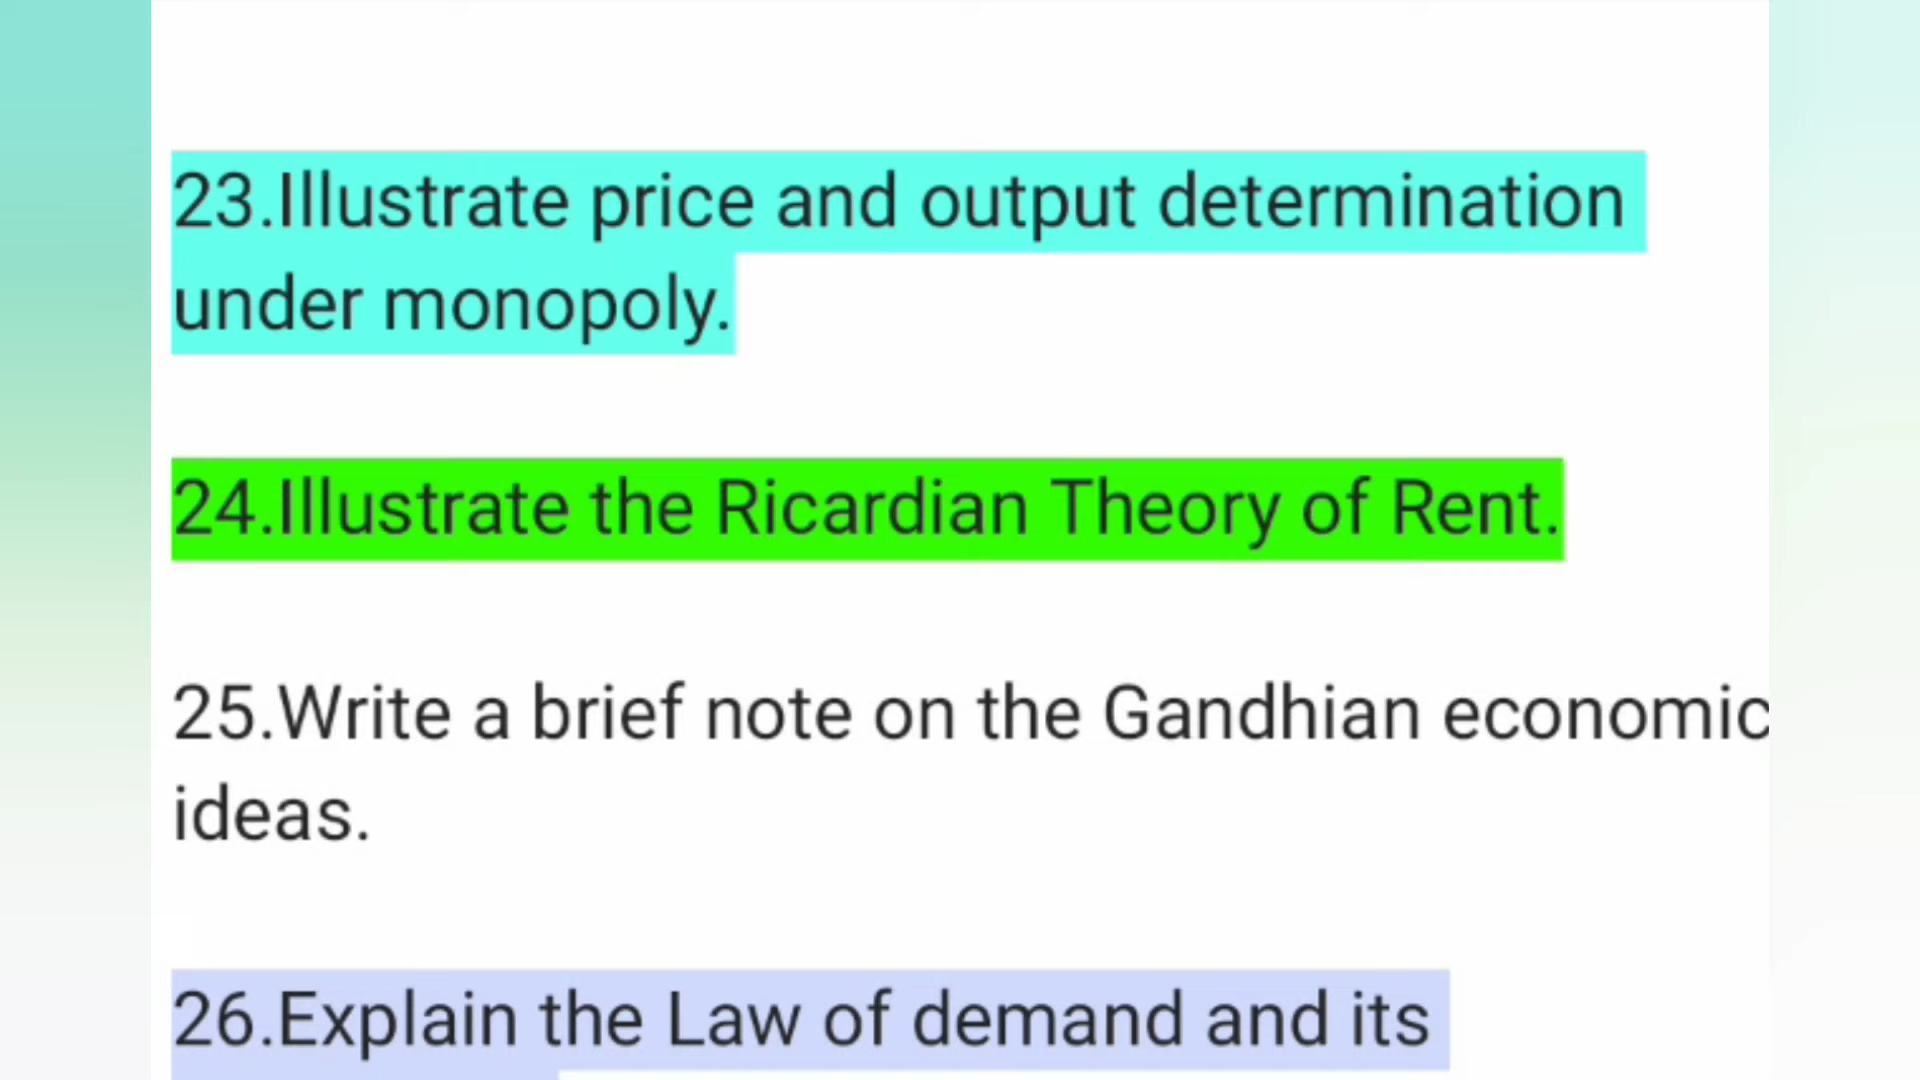 23.Illustrate price and output determination
under monopoly.
24.Illustrate the Ricardian Theory of Rent.
25.Write a brief note on the Gandhian economic
ideas.
26.Explain the Law of demand and its